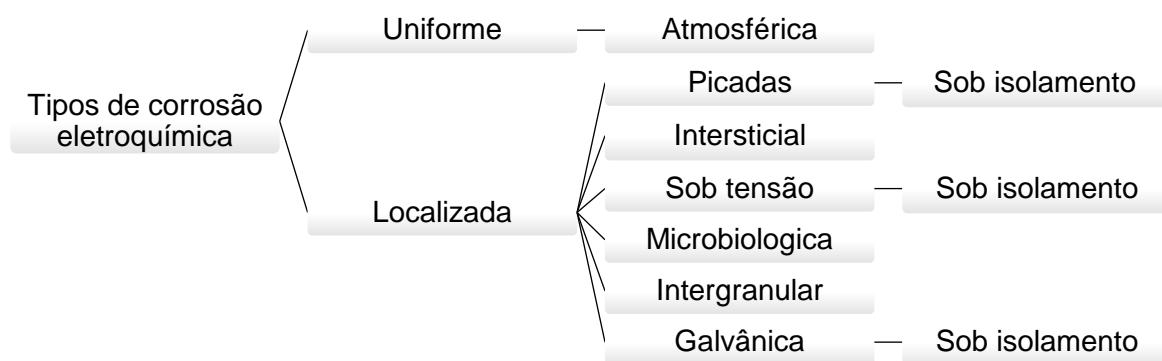 Tipos de corrosão
eletroquímica
Uniforme
Atmosférica
Localizada
Picadas
Sob isolamento
Intersticial
Sob tensão
Sob isolamento
Microbiologica
Intergranular
Galvânica
Sob isolamento